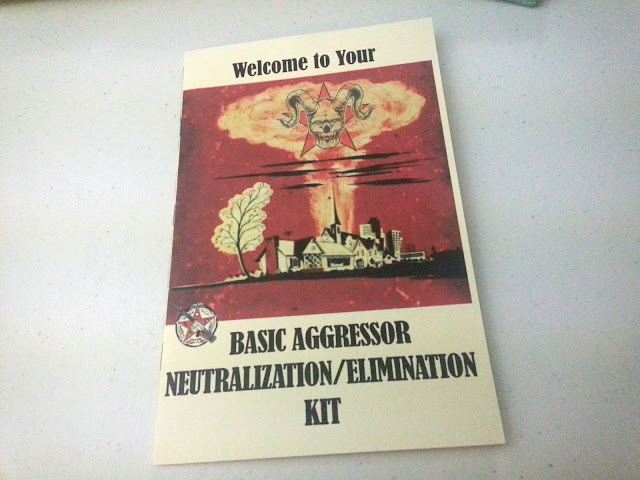 Welcome to Your
BASIC AGGRESSOR
NEUTRALIZATION/ELIMINATION
KIT